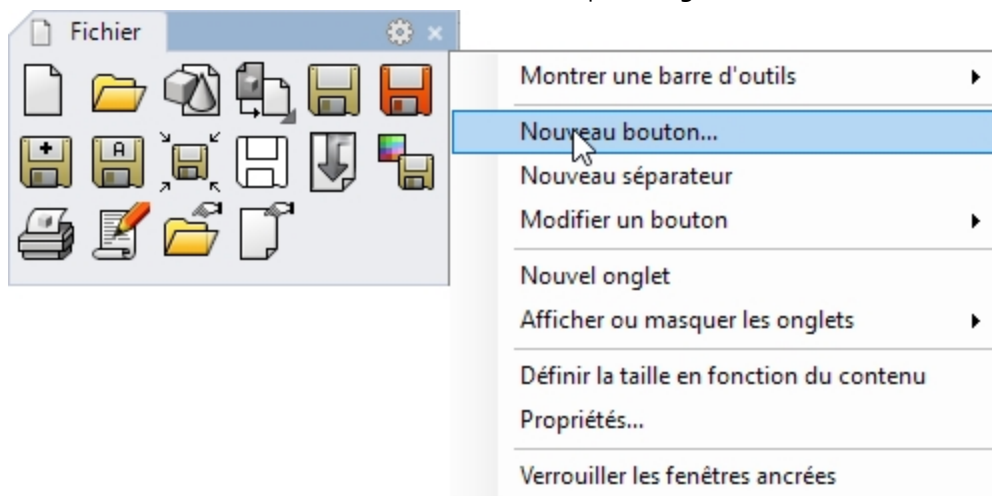 Fichier
Montrer une barre d'outils
Nouveau bouton...
Nouveau séparateur
Modifier un bouton
Nouvel onglet
Afficher ou masquer les onglets
Définir la taille en fonction du contenu
Propriétés...
Verrouiller les fenêtres ancrées